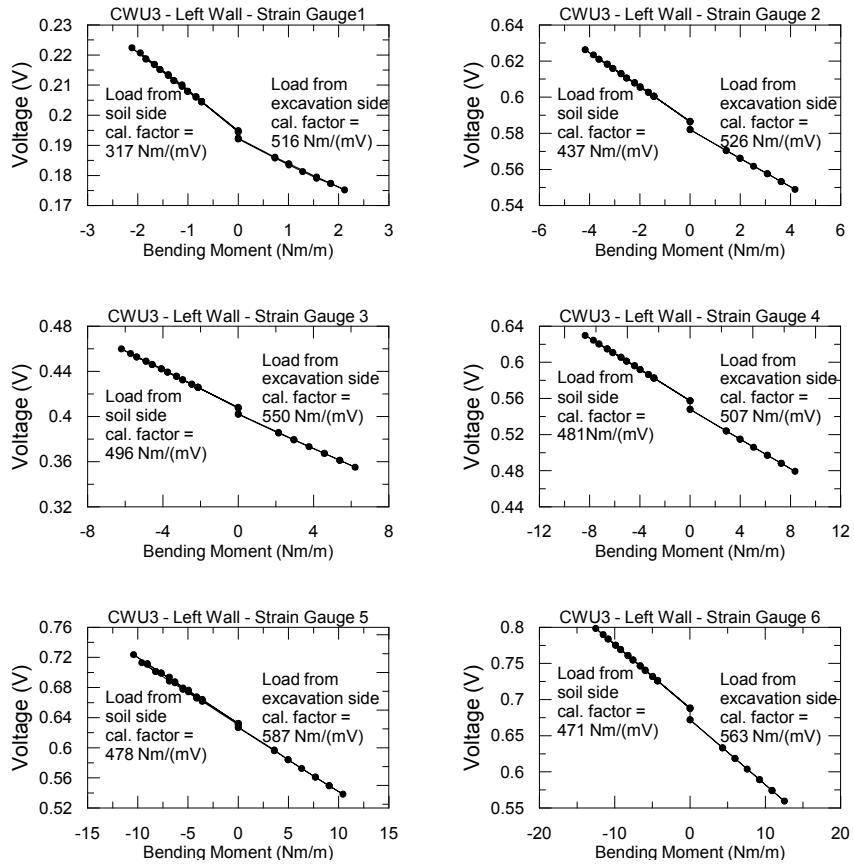 CWU3 - Left Wall - Strain Gauge1
Voltage (V)
0.23
0.22
0.21
0.2
0.19
0.18
0.17
Load from
soil side
cal. factor =
317 Nm/(mV)
Load from
excavation side
cal. factor =
516 Nm/(mV)
-3 -2 -1 0 1 2 3
Bending Moment (Nm/m)
CWU3 - Left Wall - Strain Gauge 2
Voltage (V)
0.64
0.62
0.6
0.58
0.56
0.54
Load from
soil side
cal. factor =
437 Nm/(mV)
Load from
excavation side
cal. factor =
526 Nm/(mV)
-6 -4 -2 0 2 4 6
Bending Moment (Nm/m)
CWU3 - Left Wall - Strain Gauge 3
Voltage (V)
0.48
0.44
0.4
0.36
0.32
Load from
soil side
cal. factor =
496 Nm/(mV)
Load from
excavation side
cal. factor =
550 Nm/(mV)
-8 -4 0 4 8
Bending Moment (Nm/m)
CWU3 - Left Wall - Strain Gauge 4
Voltage (V)
0.64
0.6
0.56
0.52
0.48
0.44
Load from
soil side
cal. factor =
481Nm/(mV)
Load from
excavation side
cal. factor =
507 Nm/(mV)
-12 -8 -4 0 4 8 12
Bending Moment (Nm/m)
CWU3 - Left Wall - Strain Gauge 5
Voltage (V)
0.76
0.72
0.68
0.64
0.6
0.56
0.52
Load from
soil side
cal. factor =
478 Nm/(mV)
Load from
excavation side
cal. factor =
587 Nm/(mV)
-15 -10 -5 0 5 10 15
Bending Moment (Nm/m)
CWU3 - Left Wall - Strain Gauge 6
Voltage (V)
0.8
0.75
0.7
0.65
0.6
0.55
Load from
soil side
cal. factor =
471 Nm/(mV)
Load from
excavation side
cal. factor =
563 Nm/(mV)
-20 -10 0 10 20
Bending Moment (Nm/m)